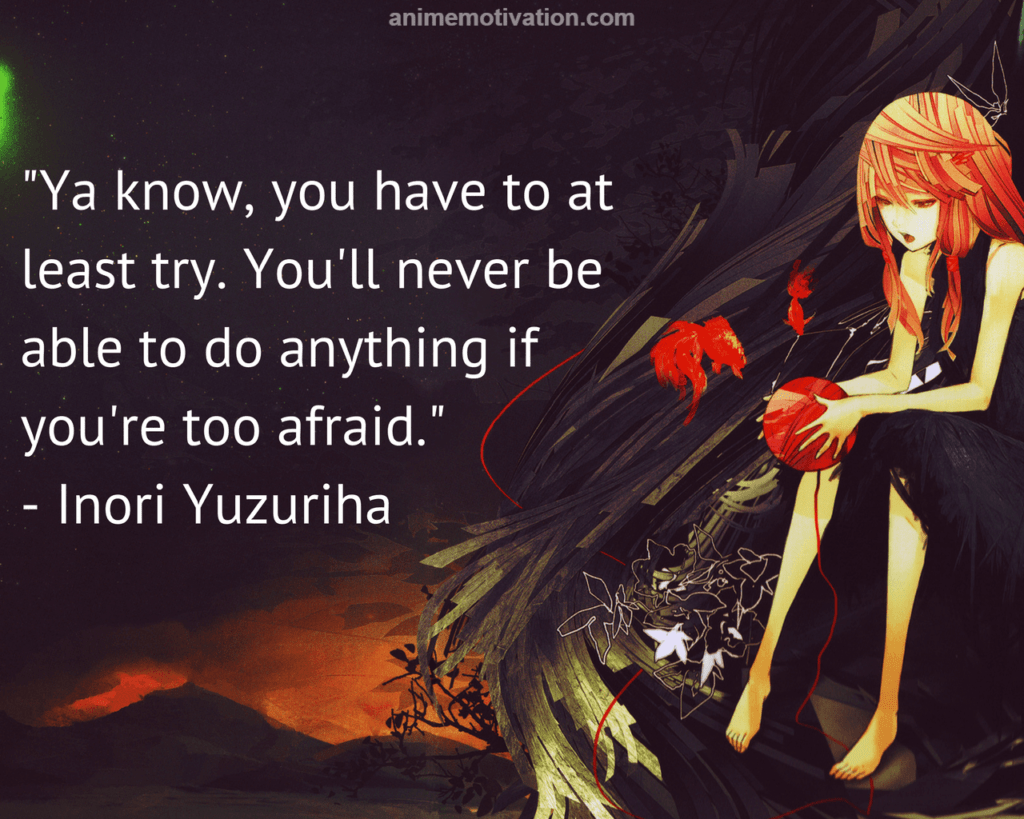 animemotivation.com
"Ya know, you have to at
least try. You'll never be
able to do anything if
you're too afraid."
- Inori Yuzuriha